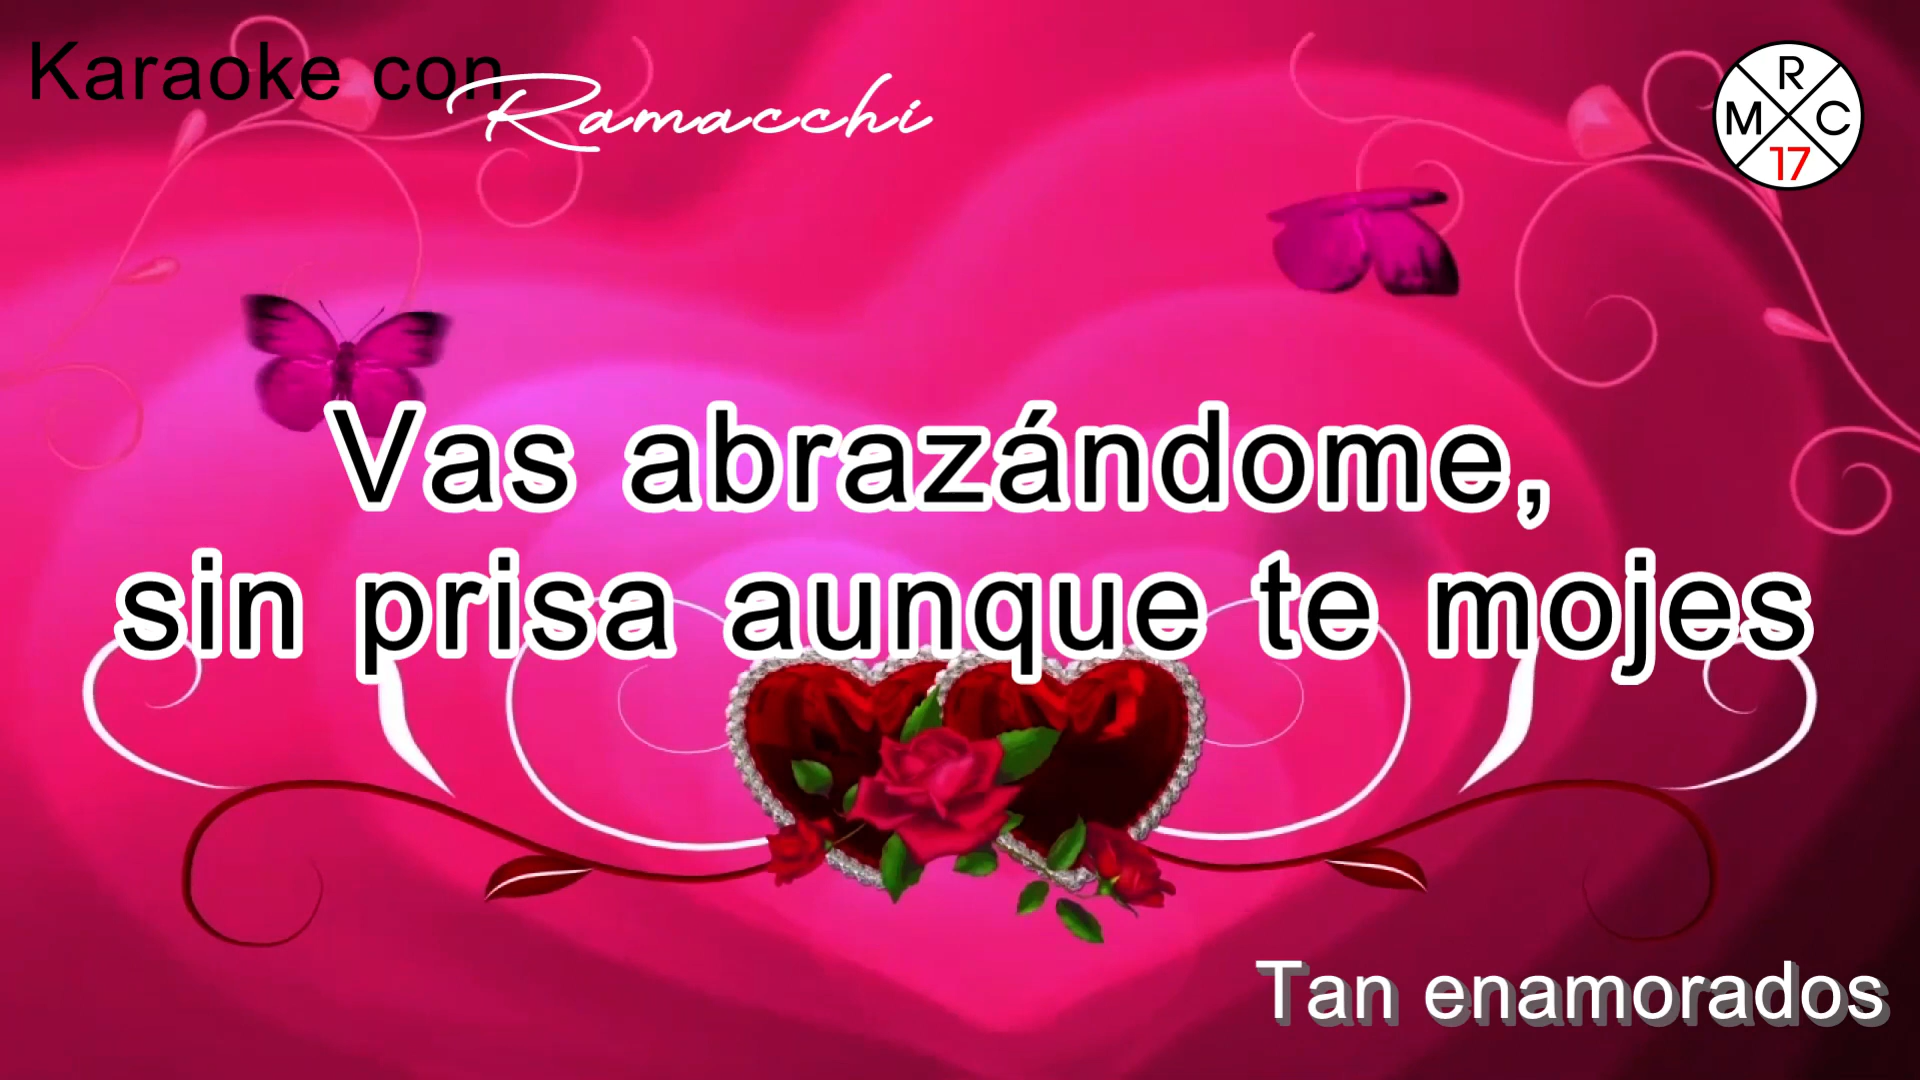 Karaoke con Ramacchi
R
M C
17
Vas abrazándome,
sin prisa aunque te mojes
Tan enamorados